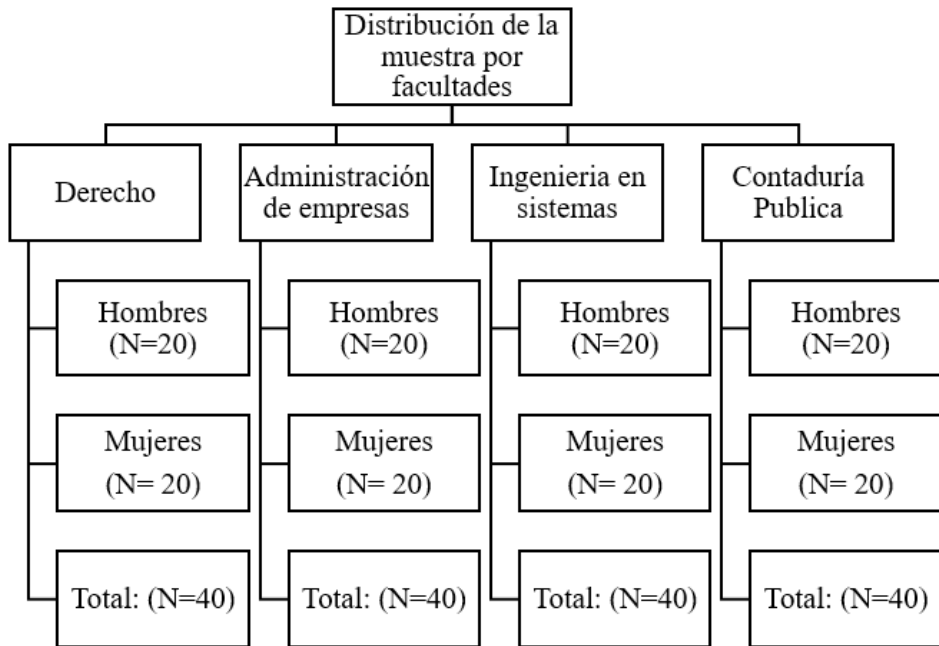 Distribución de la
muestra por
facultades
Derecho
Administración
de empresas
Ingenieria en
sistemas
Contaduría
Publica
Hombres
(N=20)
Hombres
(N=20)
Hombres
(N=20)
Hombres
(N=20)
Mujeres
(N= 20)
Mujeres
(N= 20)
Mujeres
(N= 20)
Mujeres
(N= 20)
Total: (N=40)
Total: (N=40)
Total: (N=40)
Total: (N=40)